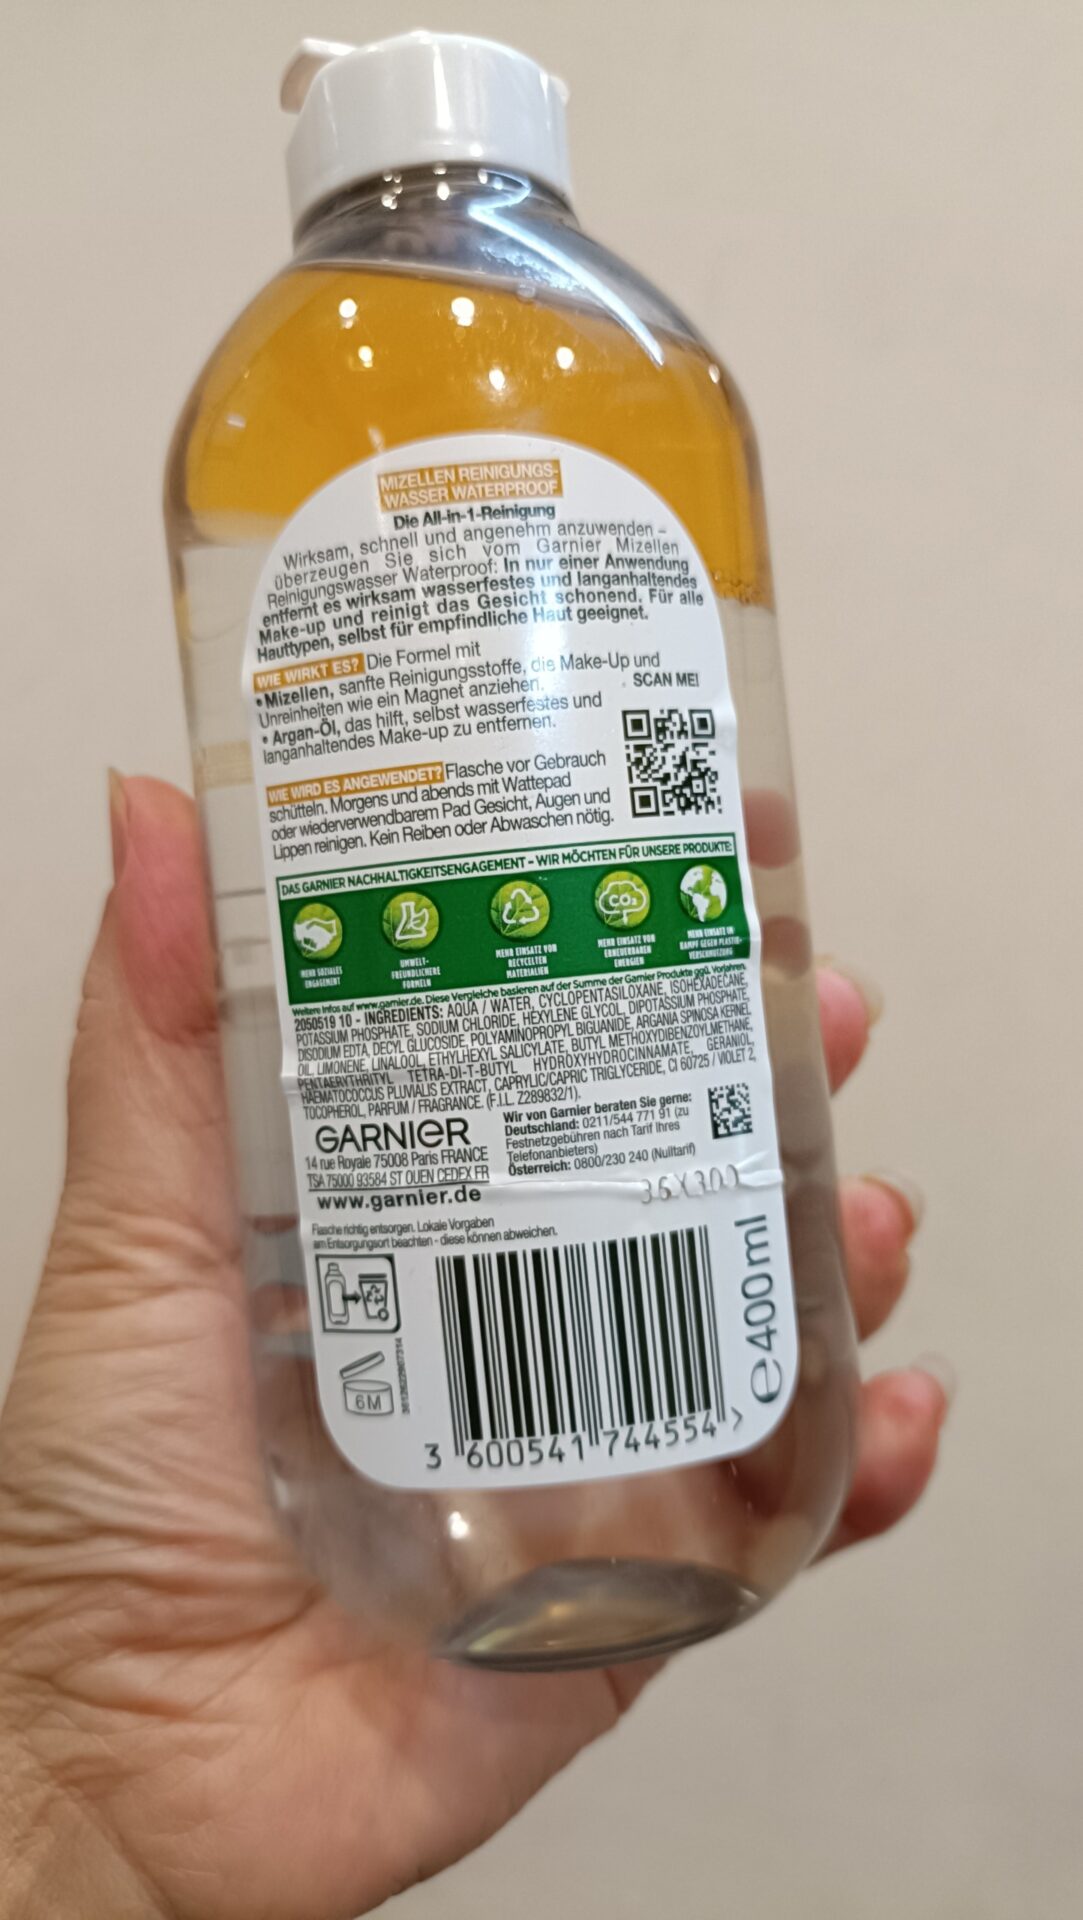 MIZELLEN REINIGUNGS-
WASSER WATERPROOF
Die All-in-1-Reinigung
Wirksam, schnell und angenehm anzuwenden –
überzeugen Sie sich vom Garnier Mizellen
Reinigungswasser Waterproof: In nur einer Anwendung
entfernt es wirksam wasserfestes und langanhaltendes
Make-up und reinigt das Gesicht schonend. Für alle
Hauttypen, selbst für empfindliche Haut geeignet.
WIE WIRKT ES? Die Formel mit
• Mizellen, sanfte Reinigungsstoffe, die Make-Up und
Unreinheiten wie ein Magnet anziehen.
• Argan-Öl, das hilft, selbst wasserfestes und
langanhaltendes Make-up zu entfernen.
SCAN ME!
WIE WIRD ES ANGEWENDET? Flasche vor Gebrauch
schütteln. Morgens und abends mit Wattepad
oder wiederverwendbarem Pad Gesicht, Augen und
Lippen reinigen. Kein Reiben oder Abwaschen nötig.
DAS GARNIER NACHHALTIGKEITSENGAGEMENT – WIR MÖCHTEN FÜR UNSERE PRODUKTE:
MEHR SOZIALES
ENGAGEMENT
UMWELT-
FREUNDLICHERE
FORMELN
MEHR EINSATZ VON
RECYCELTEN
MATERIALIEN
CO2
MEHR EINSATZ VON
ERNEUERBAREN
ENERGIEN
MEHR EINSATZ IM
KAMPF GEGEN PLASTIK-
VERSCHMUTZUNG
Weitere Infos auf www.garnier.de. Diese Vergleiche basieren auf der Summe der Garnier Produkte ggü. Vorjahren.
2050519 10 - INGREDIENTS: AQUA / WATER, CYCLOPENTASILOXANE, ISOHEXADECANE,
POTASSIUM PHOSPHATE, SODIUM CHLORIDE, HEXYLENE GLYCOL, DIPOTASSIUM PHOSPHATE,
DISODIUM EDTA, DECYL GLUCOSIDE, POLYAMINOPROPYL BIGUANIDE, ARGANIA SPINOSA KERNEL
OIL, LIMONENE, LINALOOL, ETHYLHEXYL SALICYLATE, BUTYL METHOXYDIBENZOYLMETHANE,
PENTAERYTHRITYL TETRA-DI-T-BUTYL HYDROXYHYDROCINNAMATE, GERANIOL,
HAEMATOCOCCUS PLUVIALIS EXTRACT, CAPRYLIC/CAPRIC TRIGLYCERIDE, CI 60725 / VIOLET 2,
TOCOPHEROL, PARFUM / FRAGRANCE. (F.I.L. Z289832/1).
GARNIER
14 rue Royale 75008 Paris FRANCE
TSA 75000 93584 ST OUEN CEDEX FR
www.garnier.de
Wir von Garnier beraten Sie gerne:
Deutschland: 0211/544 771 91 (zu
Festnetzgebühren nach Tarif Ihres
Telefonanbieters)
Österreich: 0800/230 240 (Nulltarif)
36X300
Flasche richtig entsorgen. Lokale Vorgaben
am Entsorgungsort beachten - diese können abweichen.
6M
e400ml
3 600541 744554 >